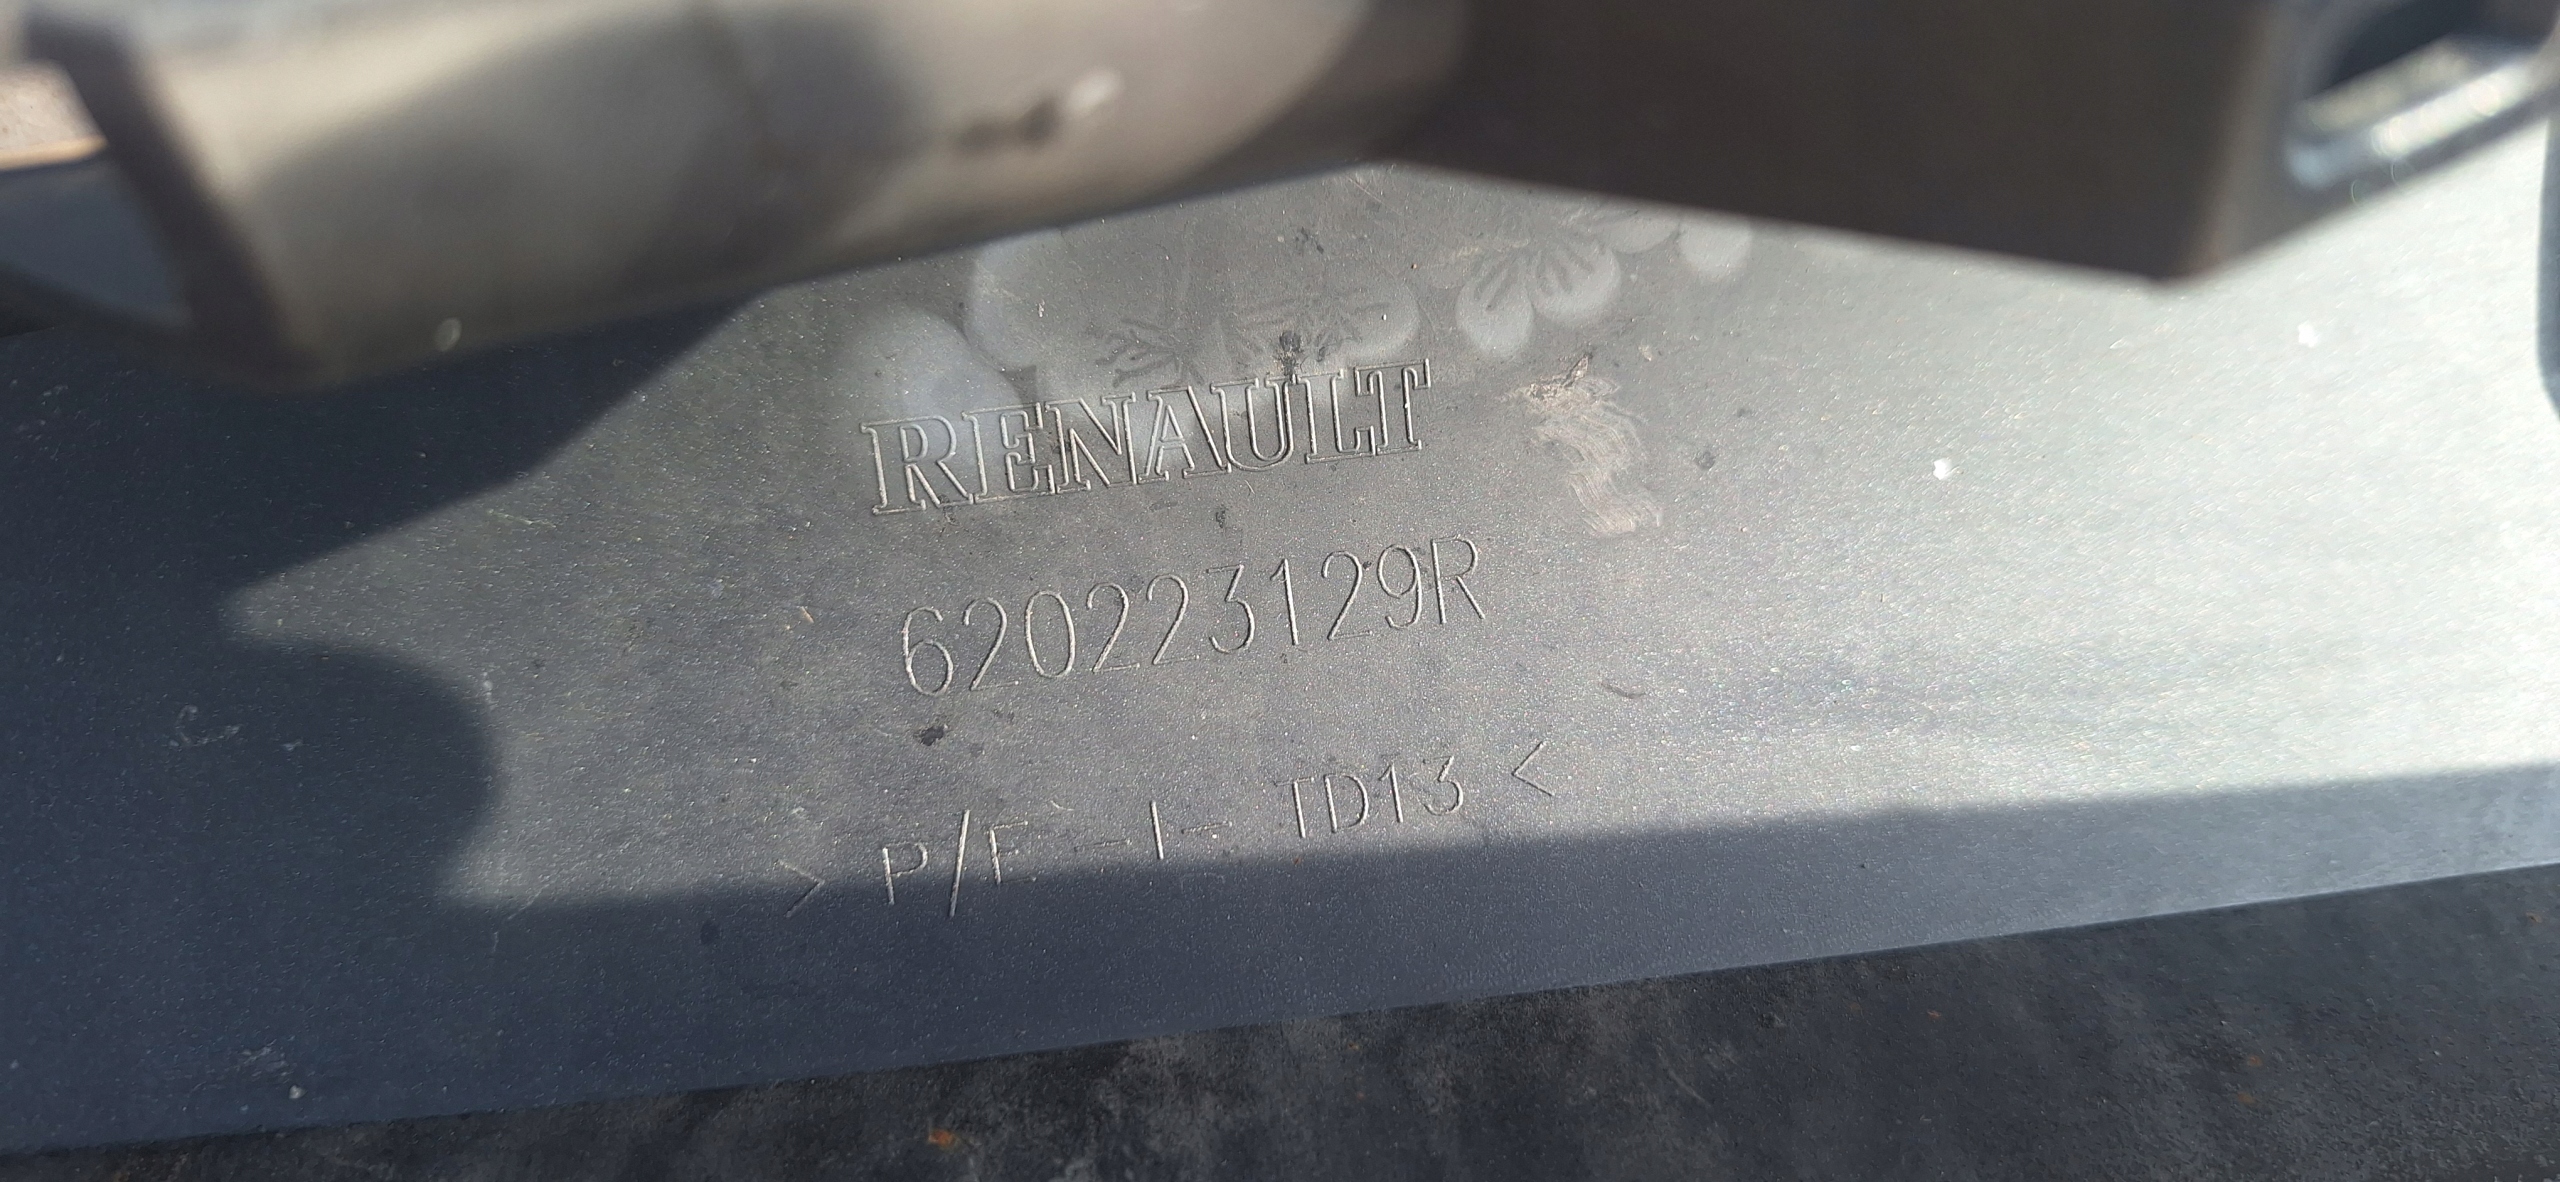 RENAULT
620223129R
> P/E -I- TD13 <